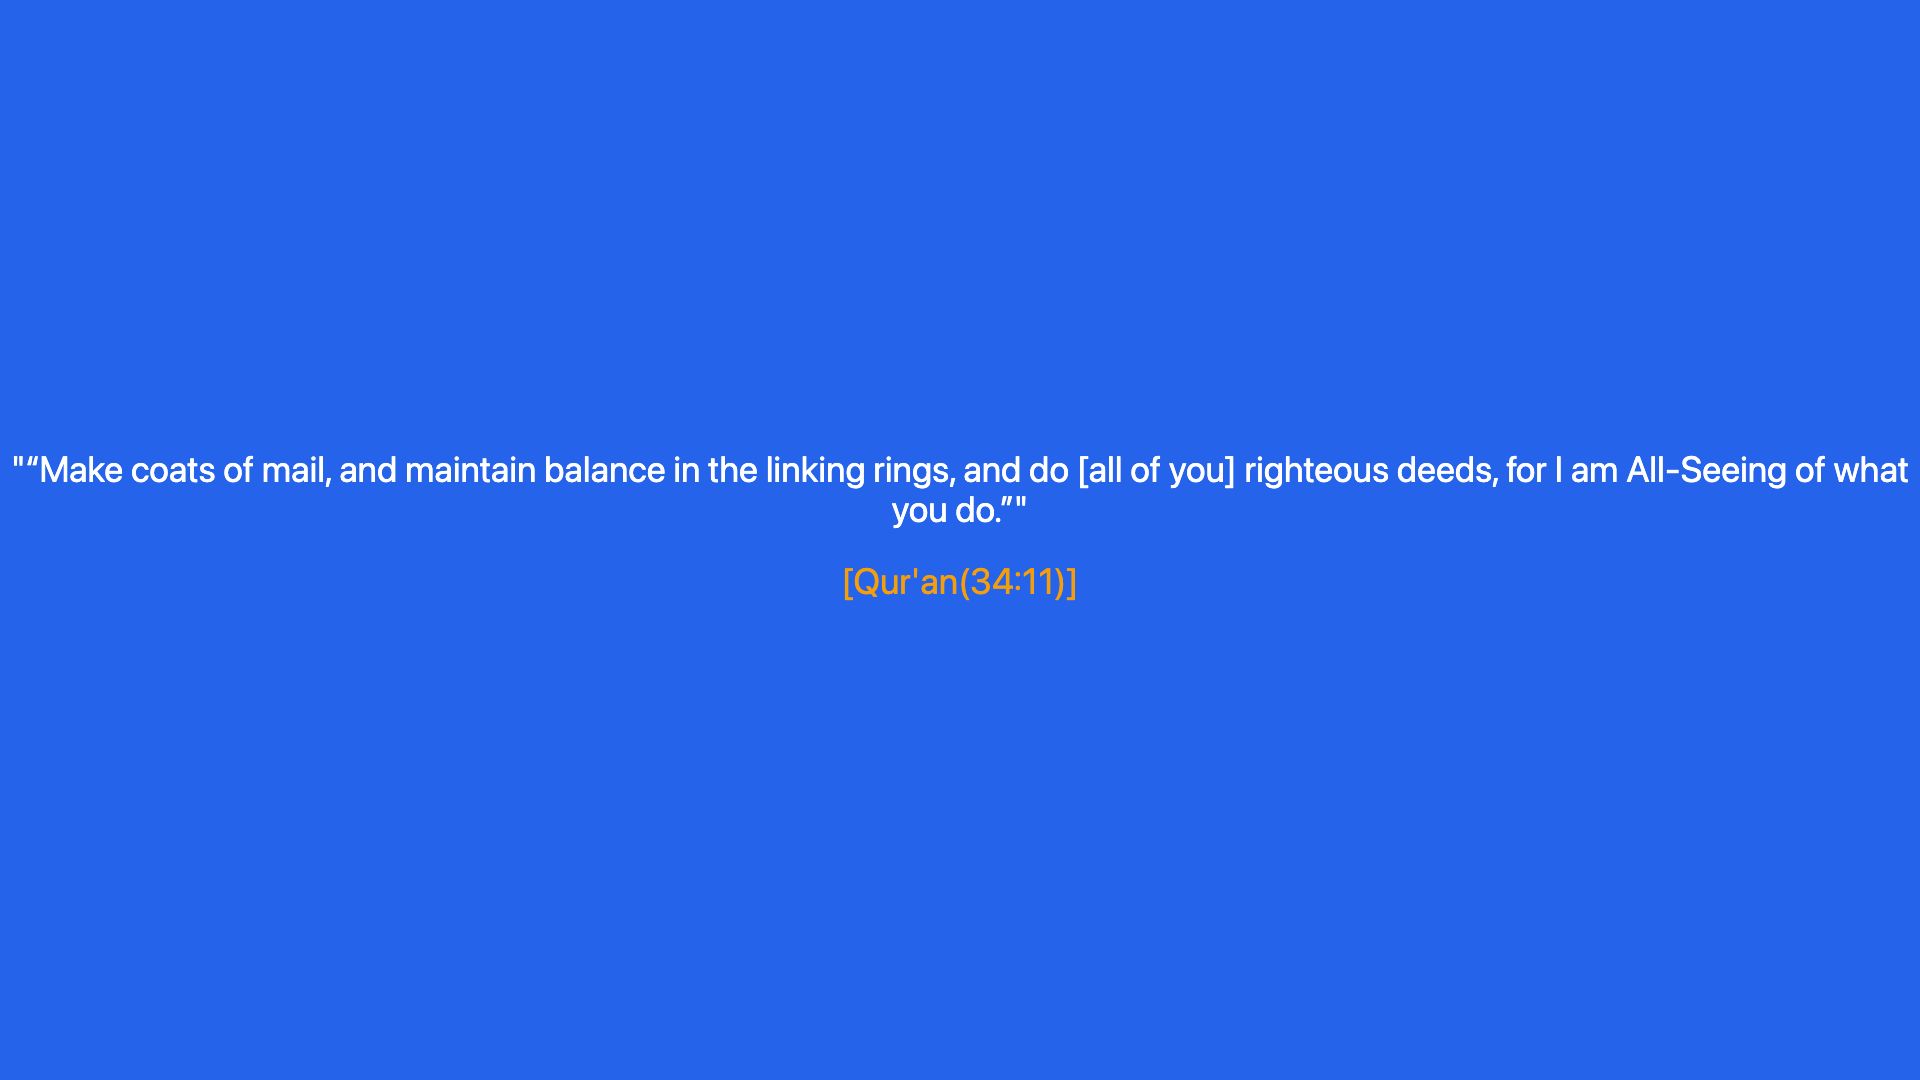 "“Make coats of mail, and maintain balance in the linking rings, and do [all of you] righteous deeds, for I am All-Seeing of what
you do.”"
[Qur'an(34:11)]